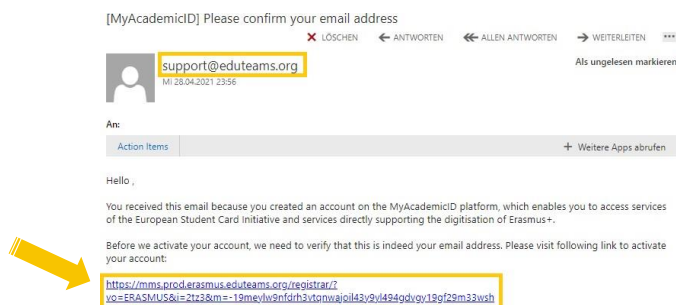 [MyAcademicID] Please confirm your email address
LÖSCHEN ANTWORTEN ALLEN ANTWORTEN WEITERLEITEN ...
support@eduteams.org
Als ungelesen markieren
Mi 28.04.2021 23:56
An:
Action Items + Weitere Apps abrufen
Hello ,
You received this email because you created an account on the MyAcademicID platform, which enables you to access services
of the European Student Card Initiative and services directly supporting the digitisation of Erasmus+.
Before we activate your account, we need to verify that this is indeed your email address. Please visit following link to activate
your account:
https://mms.prod.erasmus.eduteams.org/registrar/?